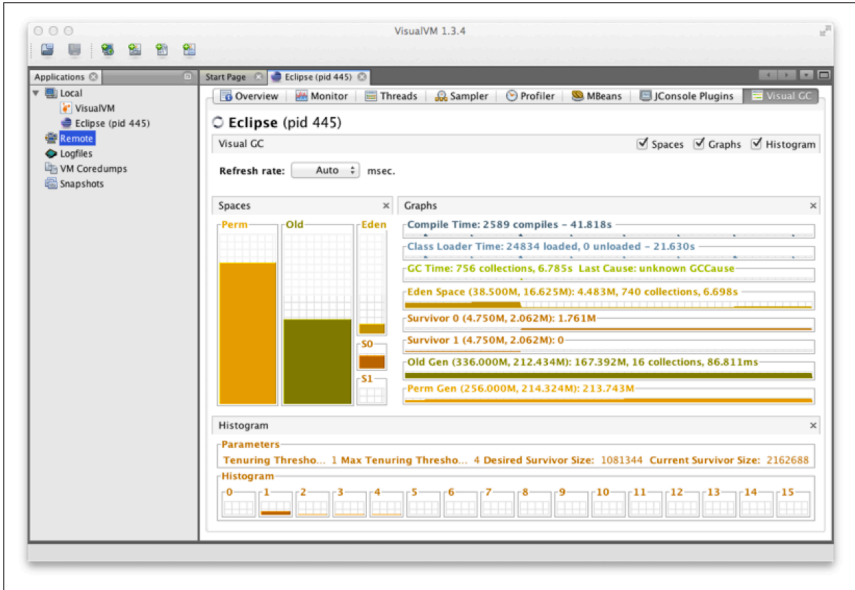 VisualVM 1.3.4
Applications
Start Page Eclipse (pid 445)
Local
VisualVM
Eclipse (pid 445)
Remote
Logfiles
VM Coredumps
Snapshots
Overview Monitor Threads Sampler Profiler MBeans JConsole Plugins Visual GC
Eclipse (pid 445)
Visual GC Spaces Graphs Histogram
Refresh rate: Auto msec.
Spaces
Perm Old Eden
S0
S1
Graphs
Compile Time: 2589 compiles - 41.818s
Class Loader Time: 24834 loaded, 0 unloaded - 21.630s
GC Time: 756 collections, 6.785s Last Cause: unknown GCCause
Eden Space (38.500M, 16.625M): 4.483M, 740 collections, 6.698s
Survivor 0 (4.750M, 2.062M): 1.761M
Survivor 1 (4.750M, 2.062M): 0
Old Gen (336.000M, 212.434M): 167.392M, 16 collections, 86.811ms
Perm Gen (256.000M, 214.324M): 213.743M
Histogram
Parameters
Tenuring Thresho... 1 Max Tenuring Thresho... 4 Desired Survivor Size: 1081344 Current Survivor Size: 2162688
Histogram
0 1 2 3 4 5 6 7 8 9 10 11 12 13 14 15